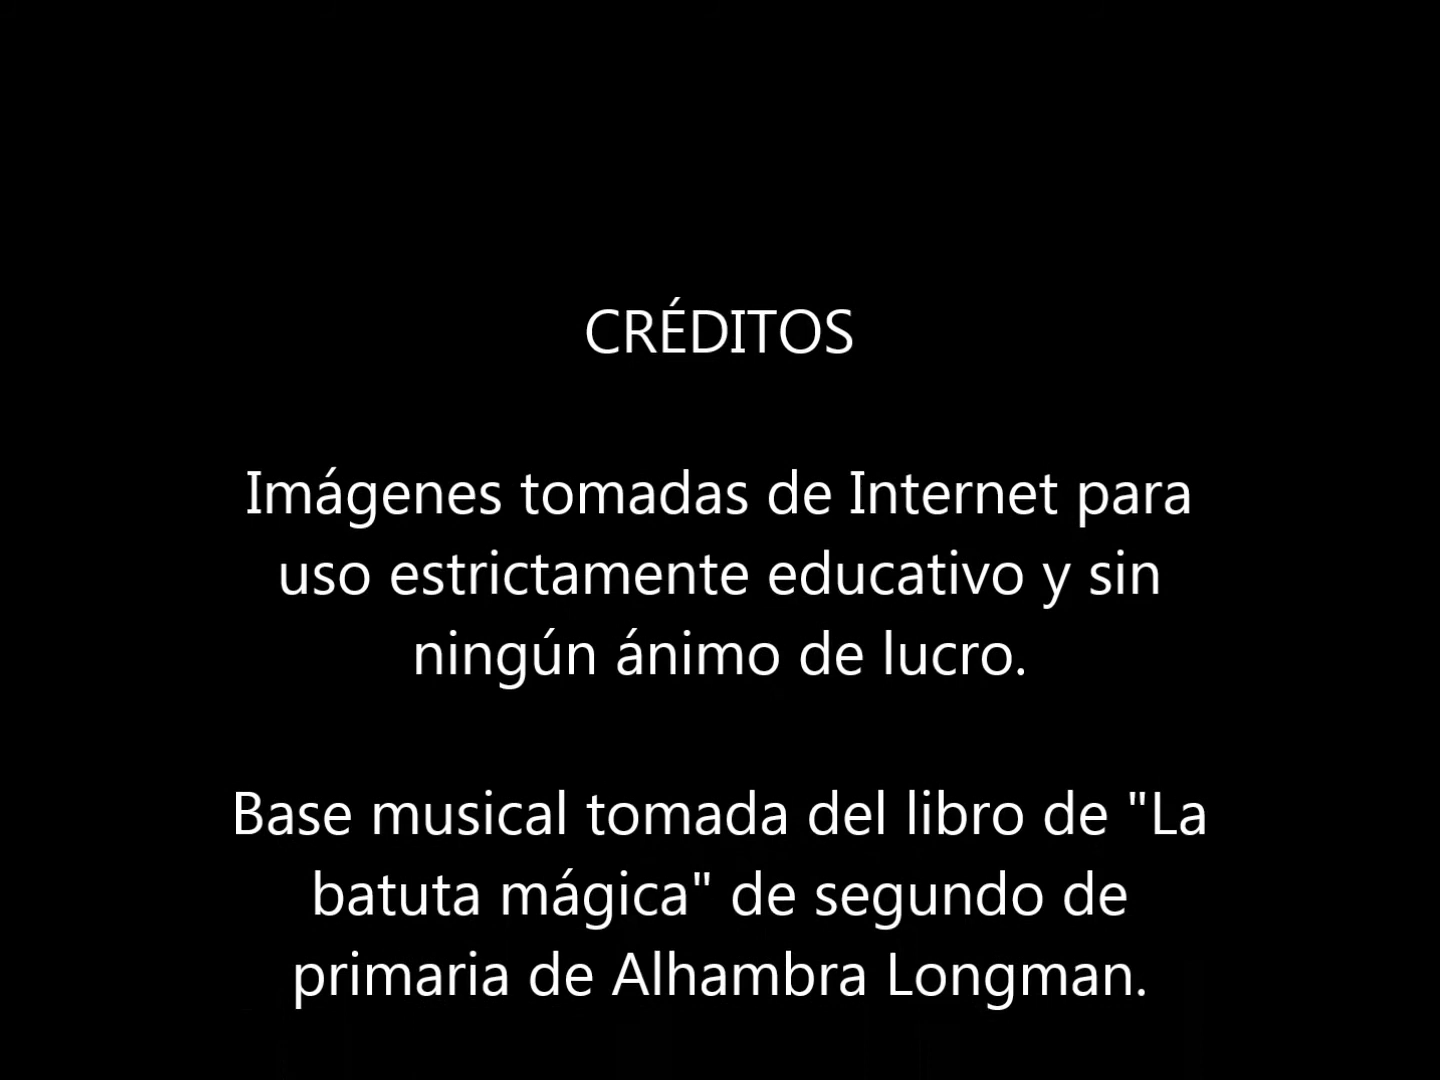 CRÉDITOS
Imágenes tomadas de Internet para
uso estrictamente educativo y sin
ningún ánimo de lucro.
Base musical tomada del libro de "La
batuta mágica" de segundo de
primaria de Alhambra Longman.